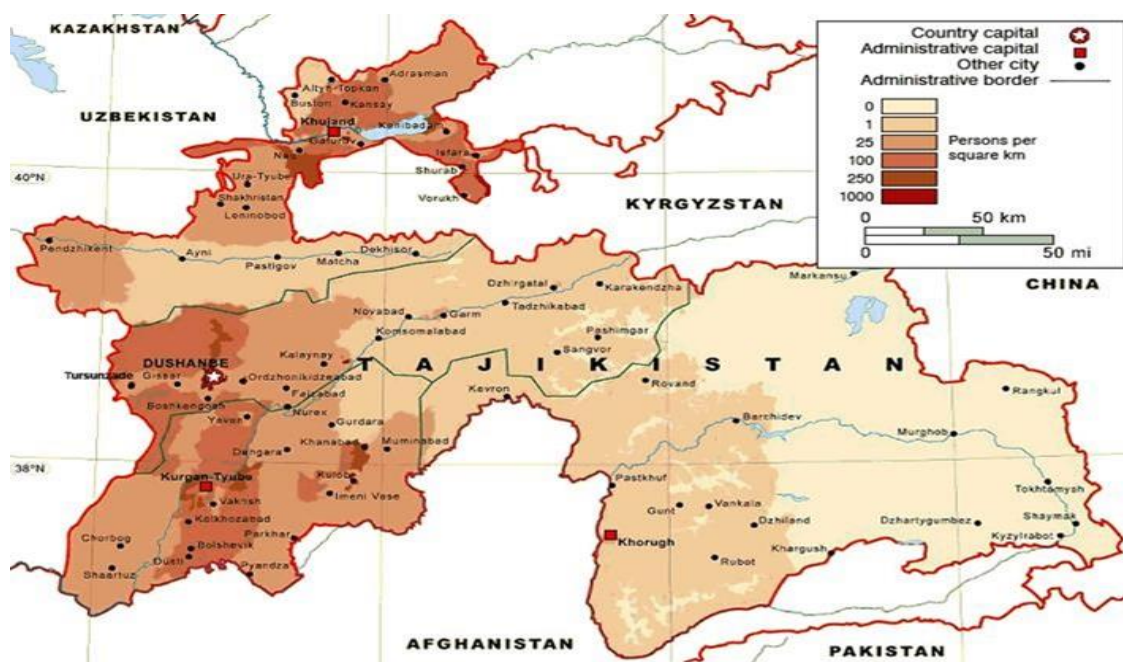 KAZAKHSTAN
UZBEKISTAN
KYRGYZSTAN
CHINA
AFGHANISTAN
PAKISTAN
T A J I K I S T A N
Country capital
Administrative capital
Other city
Administrative border
0
1
25
100
250
1000
Persons per
square km
0 50 km
0 50 mi
40°N
38°N
Adrasman
Altyn-Topkan
Buston
Kansay
Khujand
Kanibadam
Gafurov
Nau
Isfara
Shurab
Vorukh
Ura-Tyube
Shakhristan
Leninobod
Pendzhikent
Ayni
Pastigov
Matcha
Dekhisor
Markansu
Dzhirgatal
Karakendzha
Tadzhikabad
Novabad
Garm
Komsomalabad
Pashimgar
Sangvor
DUSHANBE
Kalaynay
Tursunzade
Gissar
Ordzhonikidzeabad
Faizabad
Kevron
Rovand
Rangkul
Nurex
Yavan
Gurdara
Barchidev
Murghob
Khanabad
Muminabad
Dangara
Kurgan-Tyube
Kulob
Imeni Vose
Pastkhuf
Tokhtamysh
Vakhsh
Gunt
Vankala
Kolkhozabad
Dzhiland
Dzhartygumbez
Shaymak
Parkhar
Khorugh
Kyzylrabot
Chorbog
Bolshevik
Dusti
Rubot
Khargush
Shaartuz
Pyandza